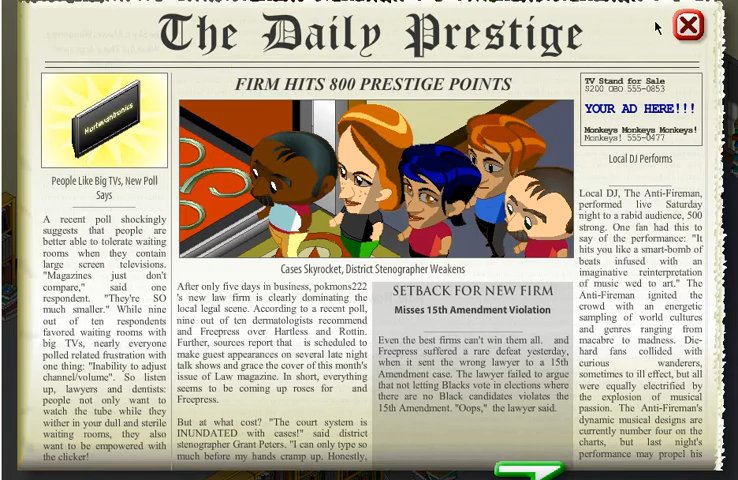 The Daily Prestige
Hartmantronics
People Like Big TVs, New Poll
Says
A recent poll shockingly
suggests that people are
better able to tolerate waiting
rooms when they contain
large screen televisions.
"Magazines just don't
compare," said one
respondent. "They're SO
much smaller." While nine
out of ten respondents
favored waiting rooms with
big TVs, nearly everyone
polled related frustration with
one thing: "Inability to adjust
channel/volume". So listen
up, lawyers and dentists:
people not only want to
watch the tube while they
wither in your dull and sterile
waiting rooms, they also
want to be empowered with
the clicker!
FIRM HITS 800 PRESTIGE POINTS
Cases Skyrocket, District Stenographer Weakens
After only five days in business, pokmons222
's new law firm is clearly dominating the
local legal scene. According to a recent poll,
nine out of ten dermatologists recommend
and Freepress over Hartless and Rottin.
Further, sources report that is scheduled to
make guest appearances on several late night
talk shows and grace the cover of this month's
issue of Law magazine. In short, everything
seems to be coming up roses for and
Freepress.
But at what cost? "The court system is
INUNDATED with cases!" said district
stenographer Grant Peters. "I can only type so
much before my hands cramp up. Honestly,
SETBACK FOR NEW FIRM
Misses 15th Amendment Violation
Even the best firms can't win them all. and
Freepress suffered a rare defeat yesterday,
when it sent the wrong lawyer to a 15th
Amendment case. The lawyer failed to argue
that not letting Blacks vote in elections where
there are no Black candidates violates the
15th Amendment. "Oops," the lawyer said.
TV Stand for Sale
$200 OBO 555-0853
YOUR AD HERE!!!
Monkeys Monkeys Monkeys!
Monkeys! 555-0477
Local DJ Performs
Local DJ, The Anti-Fireman,
performed live Saturday
night to a rabid audience, 500
strong. One fan had this to
say of the performance: "It
hits you like a smart-bomb of
beats infused with an
imaginative reinterpretation
of music wed to art." The
Anti-Fireman ignited the
crowd with an energetic
sampling of world cultures
and genres ranging from
macabre to madness. Die-
hard fans collided with
curious wanderers,
sometimes to ill effect, but all
were equally electrified by
the explosion of musical
passion. The Anti-Fireman's
dynamic musical designs are
currently number four on the
charts, but last night's
performance may propel his